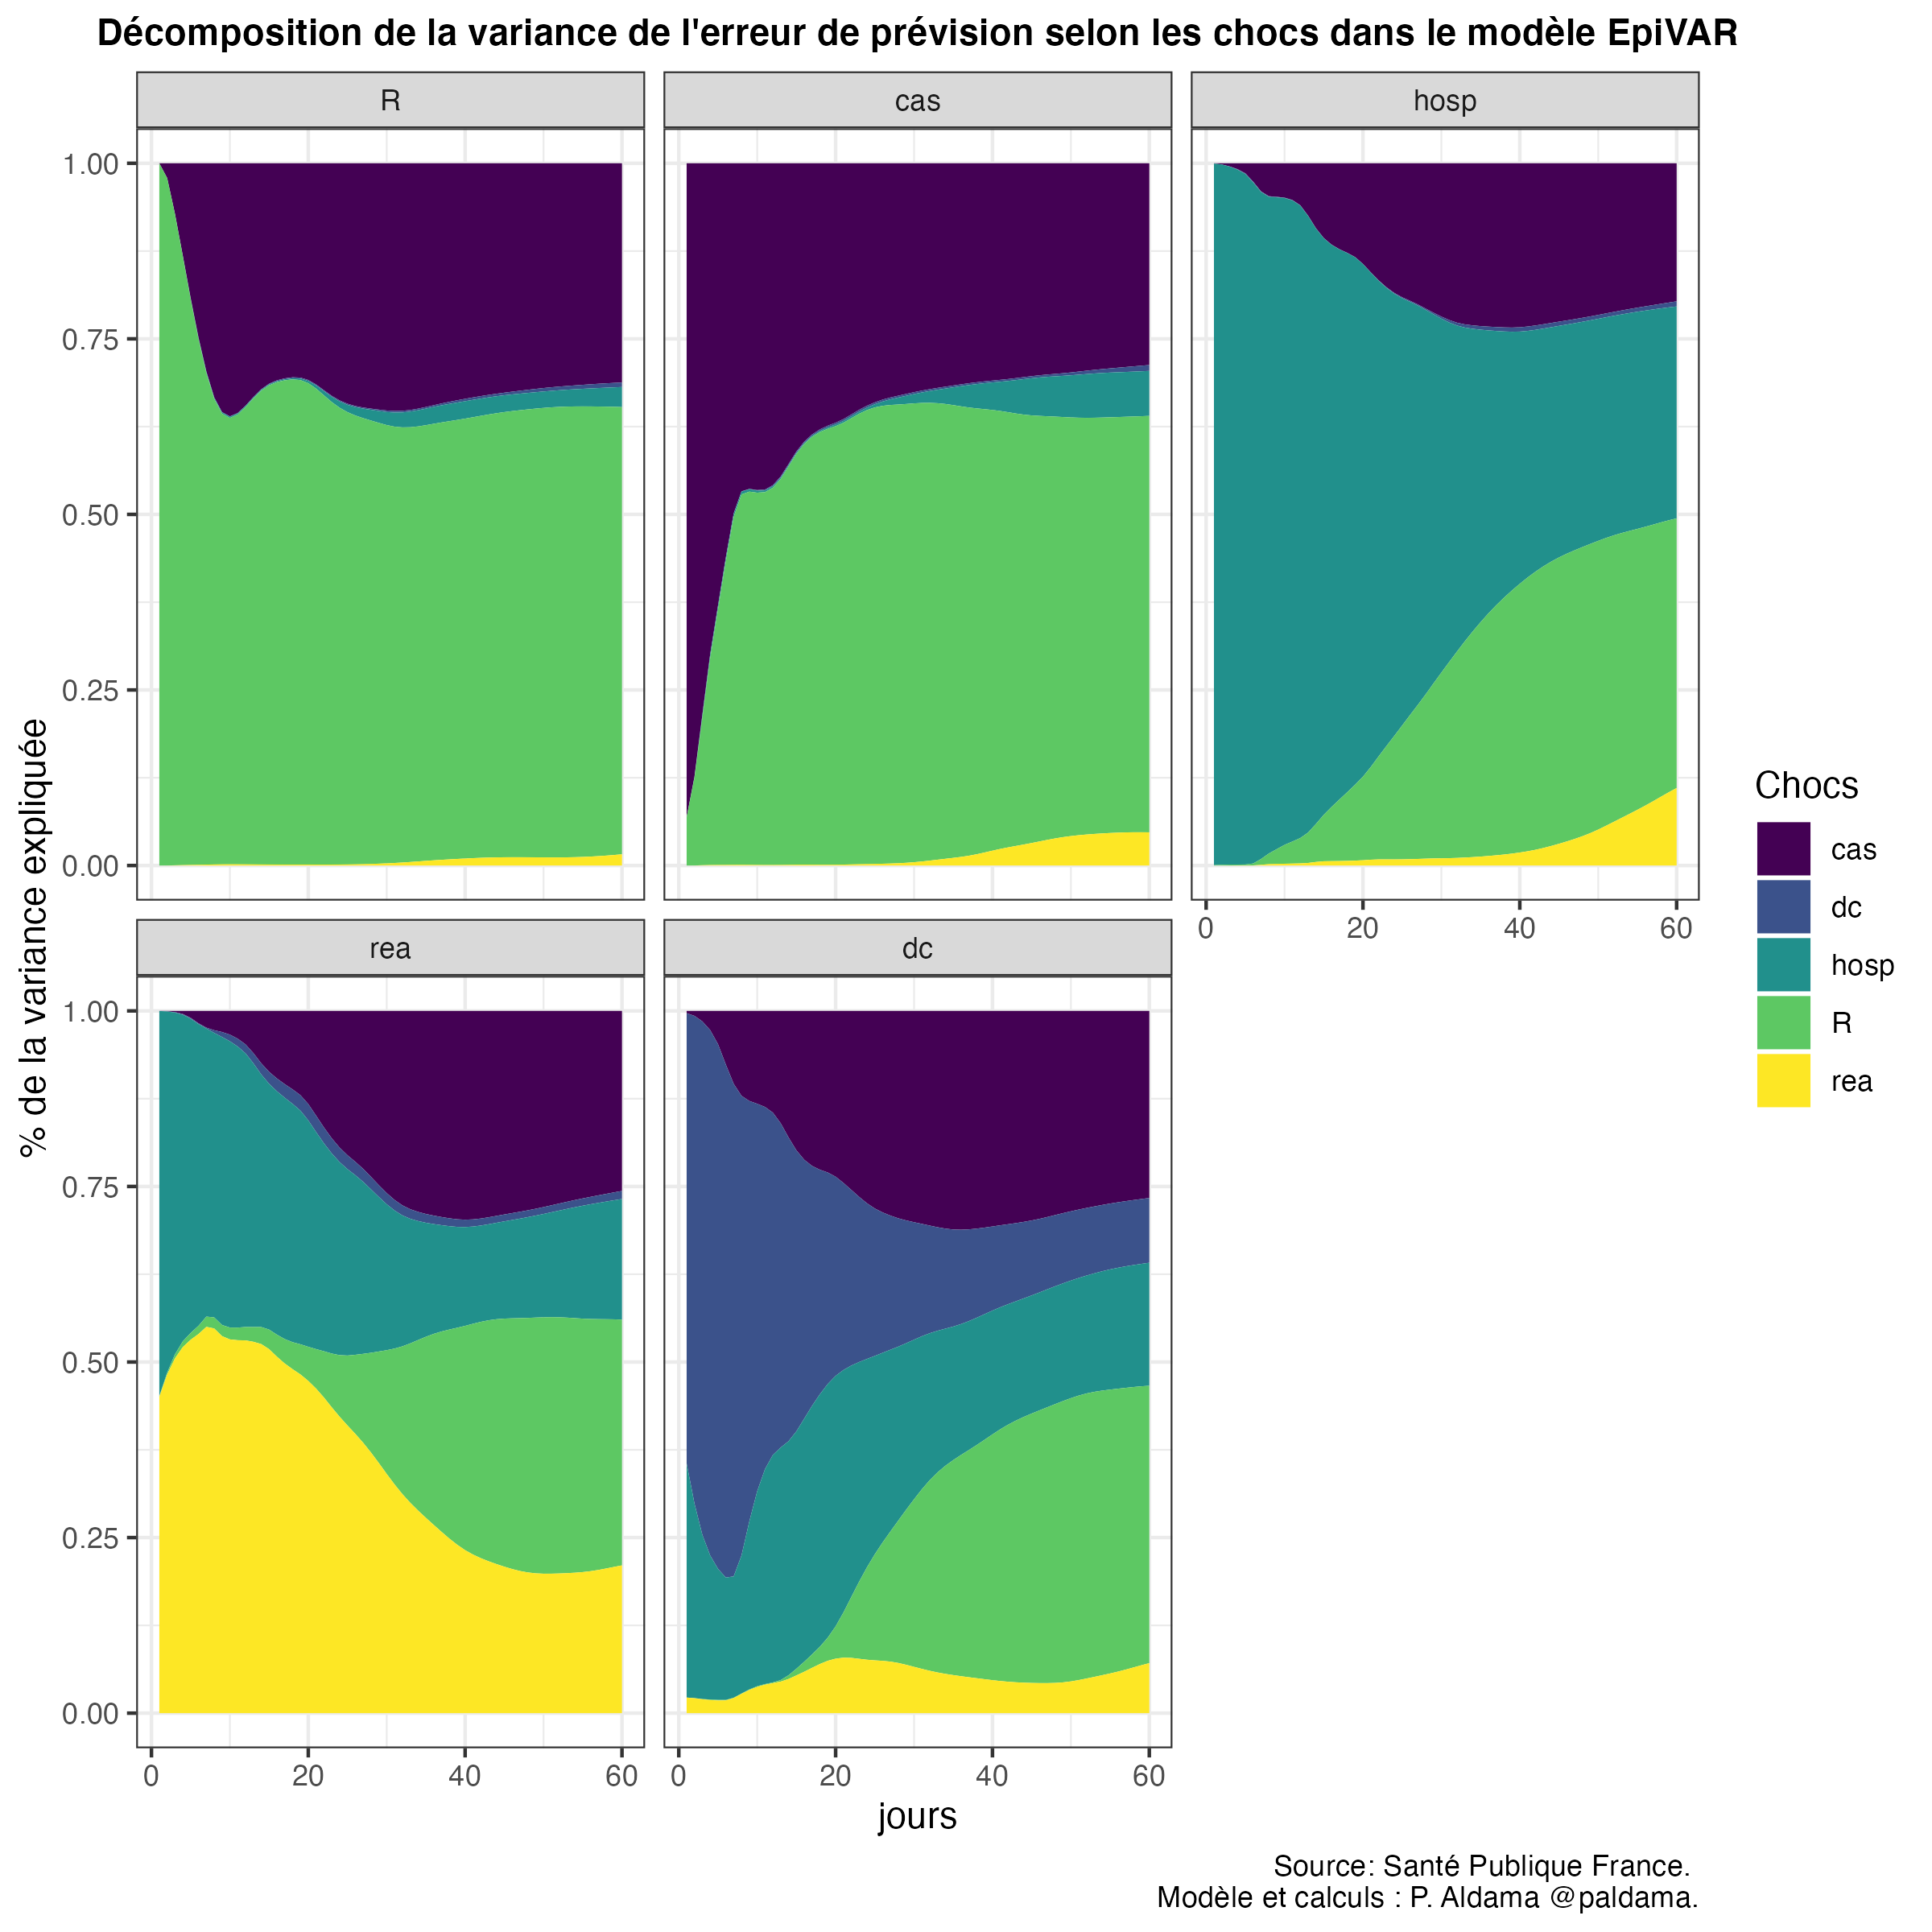 Décomposition de la variance de l'erreur de prévision selon les chocs dans le modèle EpiVAR
R
cas
hosp
1.00
0.75
0.50
0.25
0.00
0
20
40
60
rea
dc
1.00
0.75
0.50
0.25
0.00
0
20
40
60
0
20
40
60
% de la variance expliquée
jours
Chocs
cas
dc
hosp
R
rea
Source: Santé Publique France.
Modèle et calculs : P. Aldama @paldama.